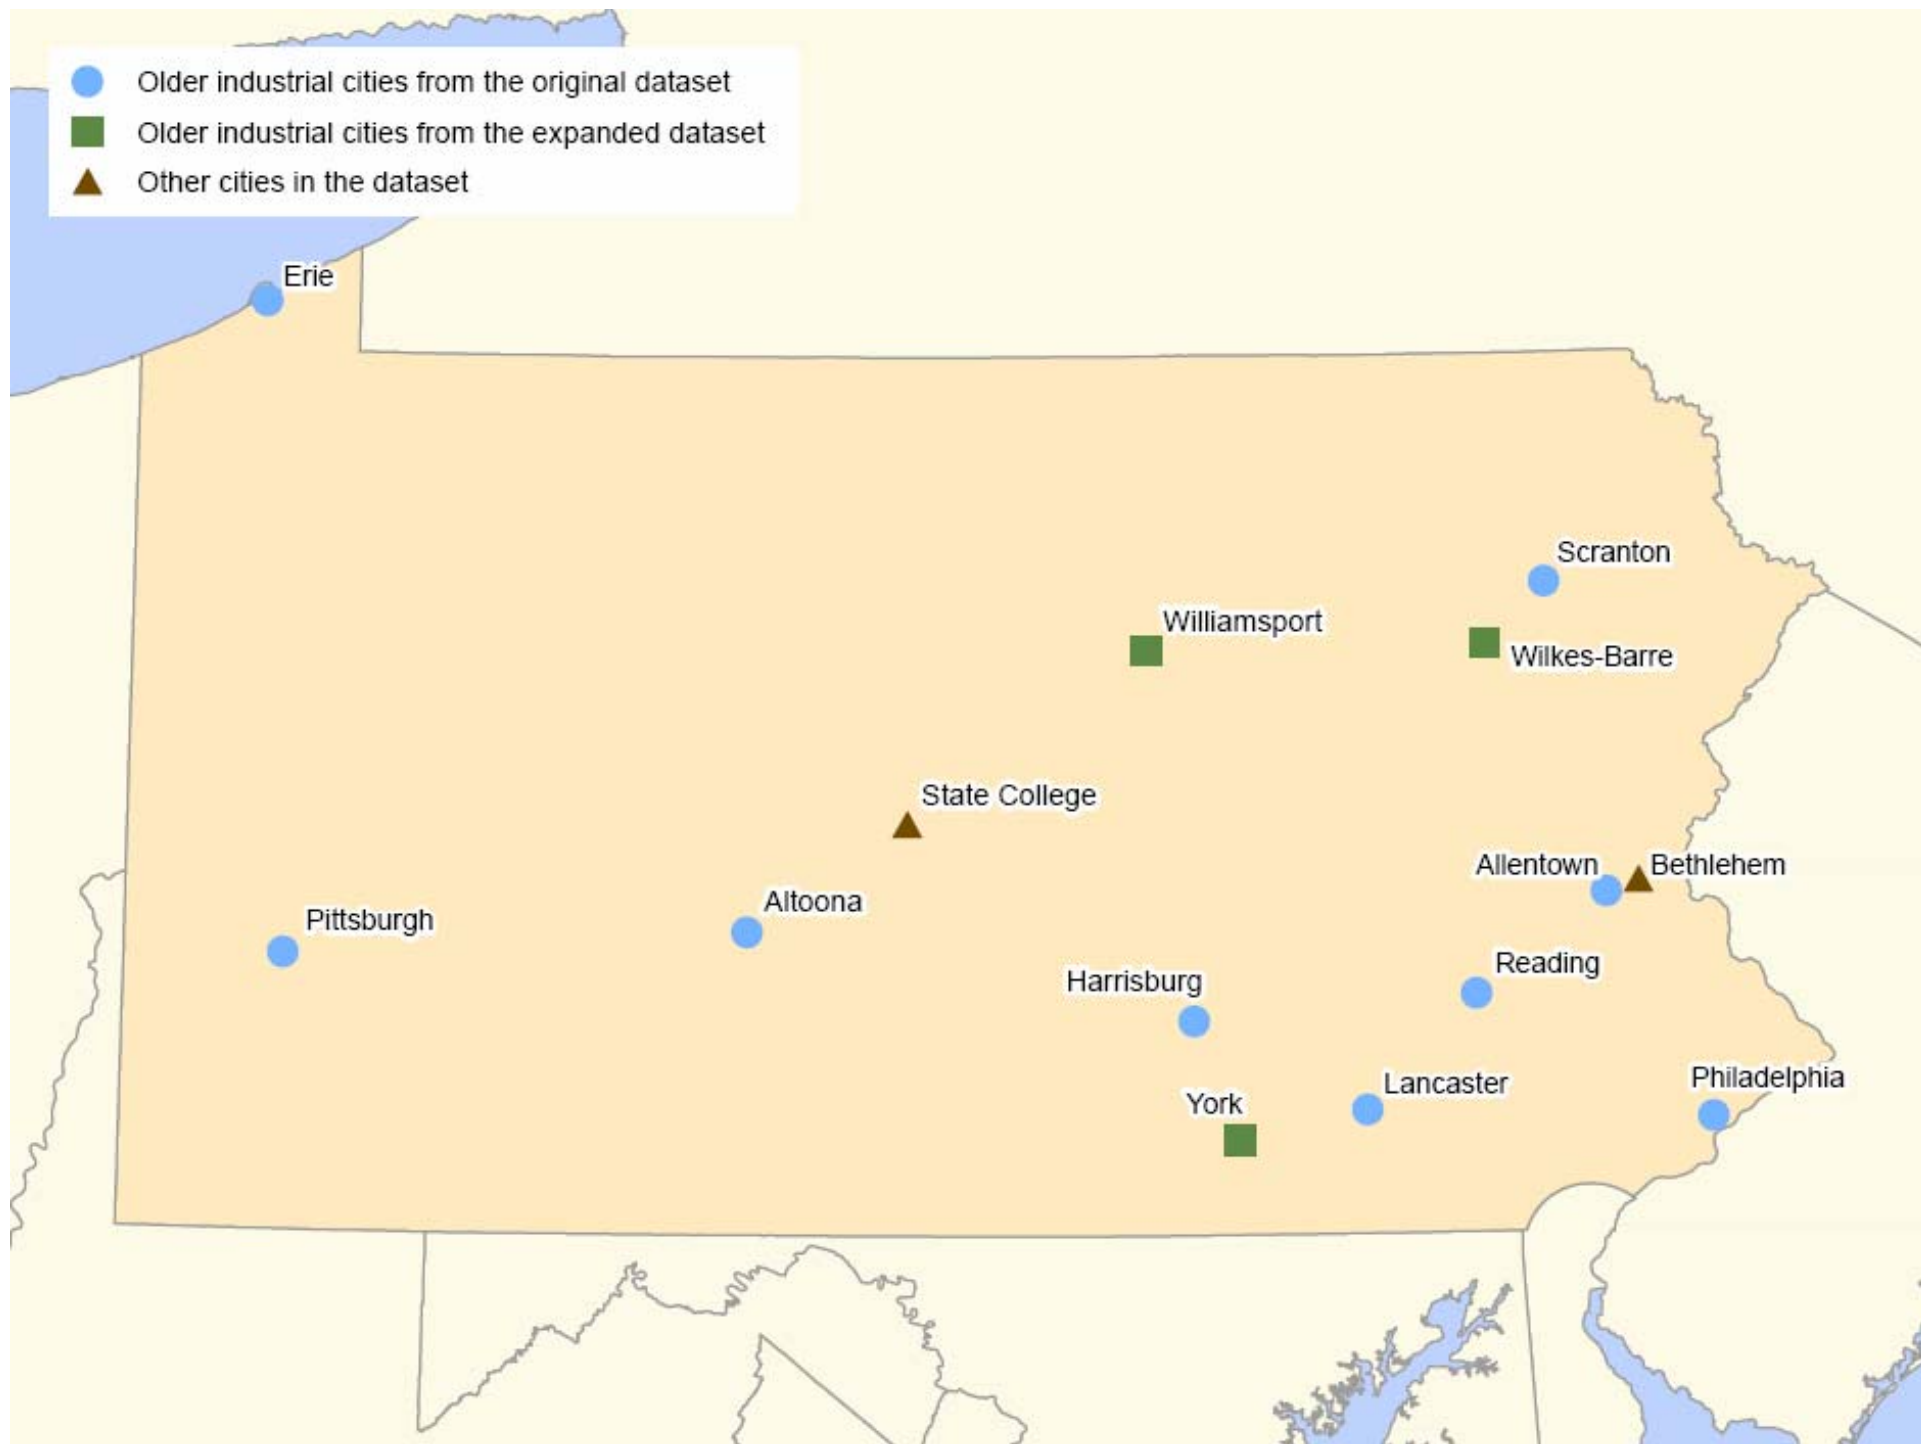 Older industrial cities from the original dataset
Older industrial cities from the expanded dataset
Other cities in the dataset
Erie
Scranton
Williamsport
Wilkes-Barre
State College
Allentown
Bethlehem
Altoona
Pittsburgh
Reading
Harrisburg
Philadelphia
Lancaster
York